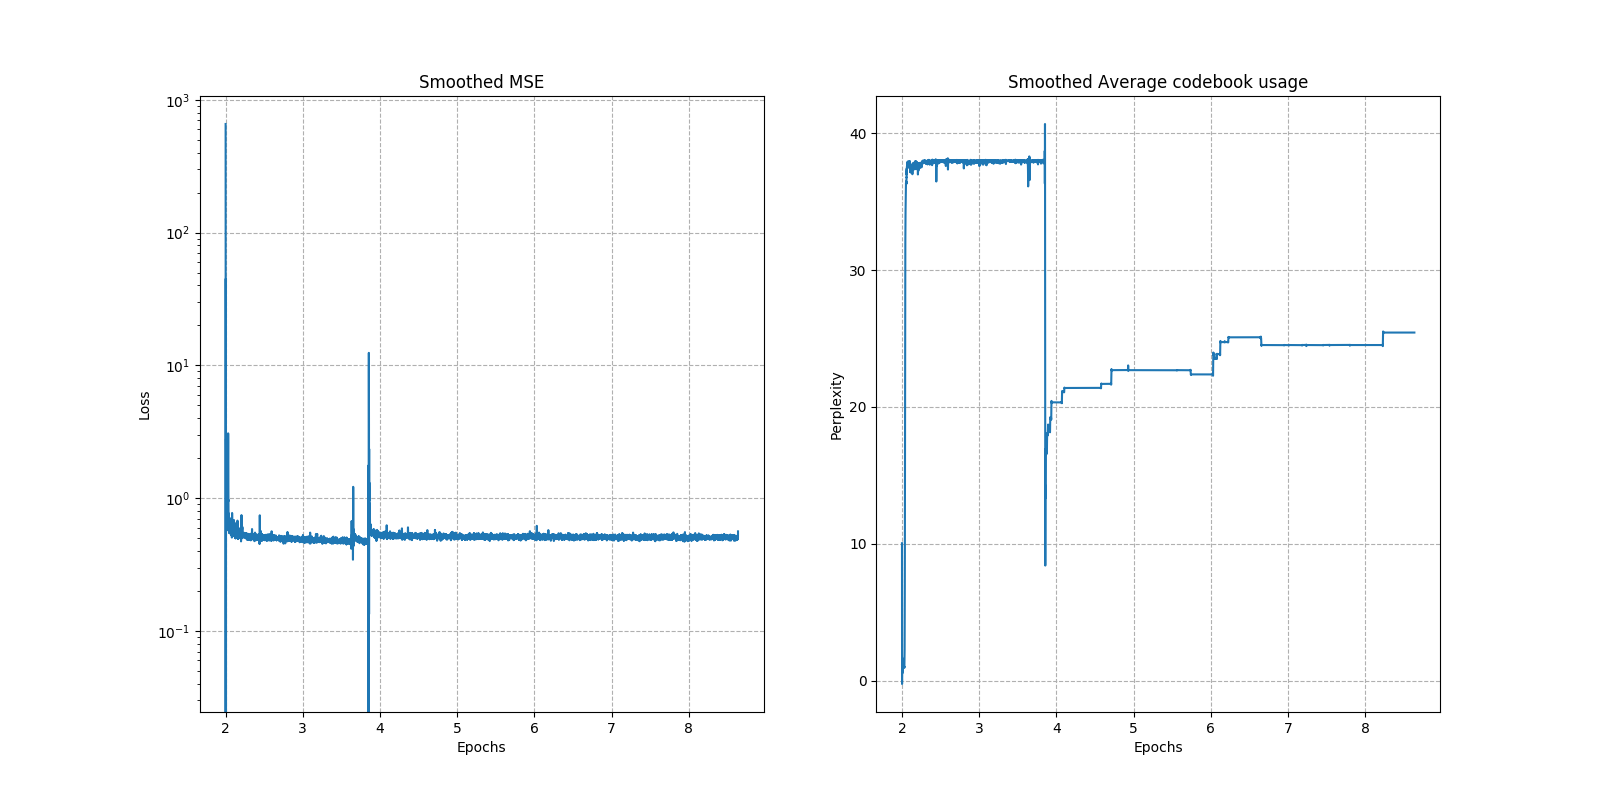 Smoothed MSE
10³
10²
10¹
10⁰
10⁻¹
Loss
2 3 4 5 6 7 8
Epochs
Smoothed Average codebook usage
40
30
20
10
0
Perplexity
2 3 4 5 6 7 8
Epochs